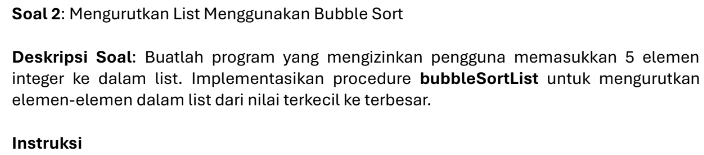 Soal 2: Mengurutkan List Menggunakan Bubble Sort
Deskripsi Soal: Buatlah program yang mengizinkan pengguna memasukkan 5 elemen
integer ke dalam list. Implementasikan procedure bubbleSortList untuk mengurutkan
elemen-elemen dalam list dari nilai terkecil ke terbesar.
Instruksi